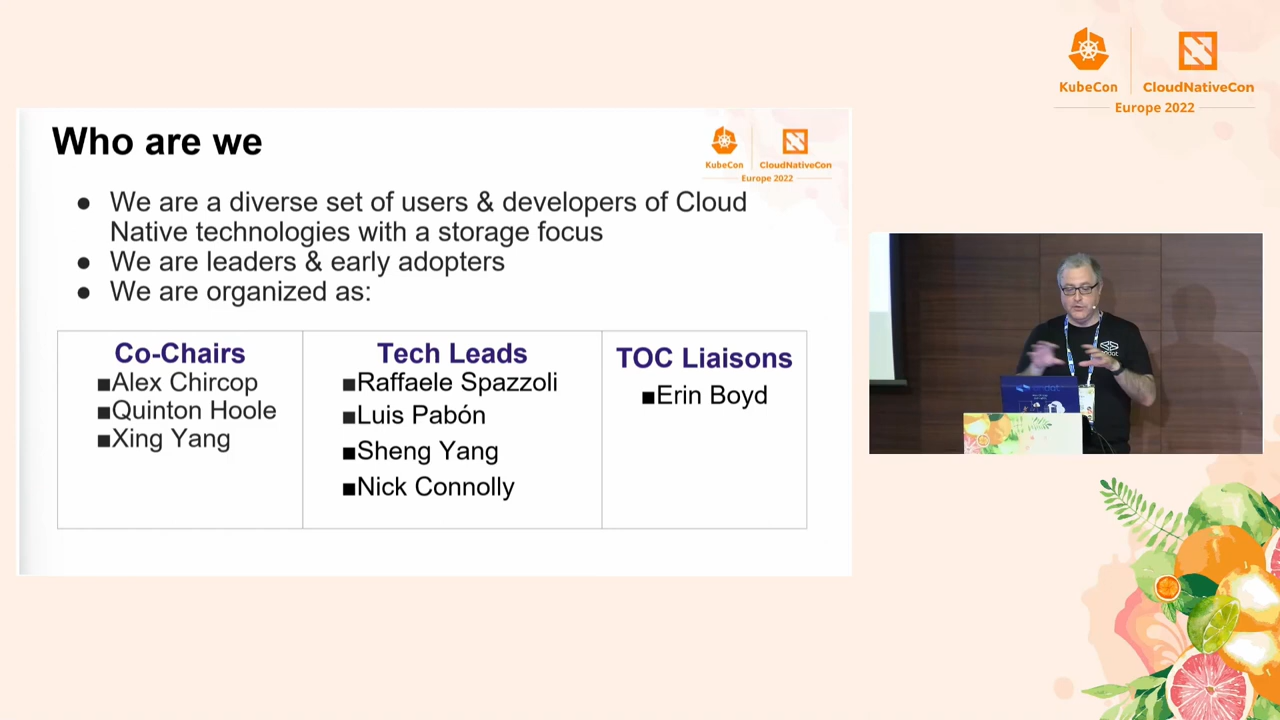 KubeCon
CloudNativeCon
Europe 2022
Who are we
KubeCon
CloudNativeCon
Europe 2022
● We are a diverse set of users & developers of Cloud
Native technologies with a storage focus
● We are leaders & early adopters
● We are organized as:
Co-Chairs
■Alex Chircop
■Quinton Hoole
■Xing Yang
Tech Leads
■Raffaele Spazzoli
■Luis Pabón
■Sheng Yang
■Nick Connolly
TOC Liaisons
■Erin Boyd